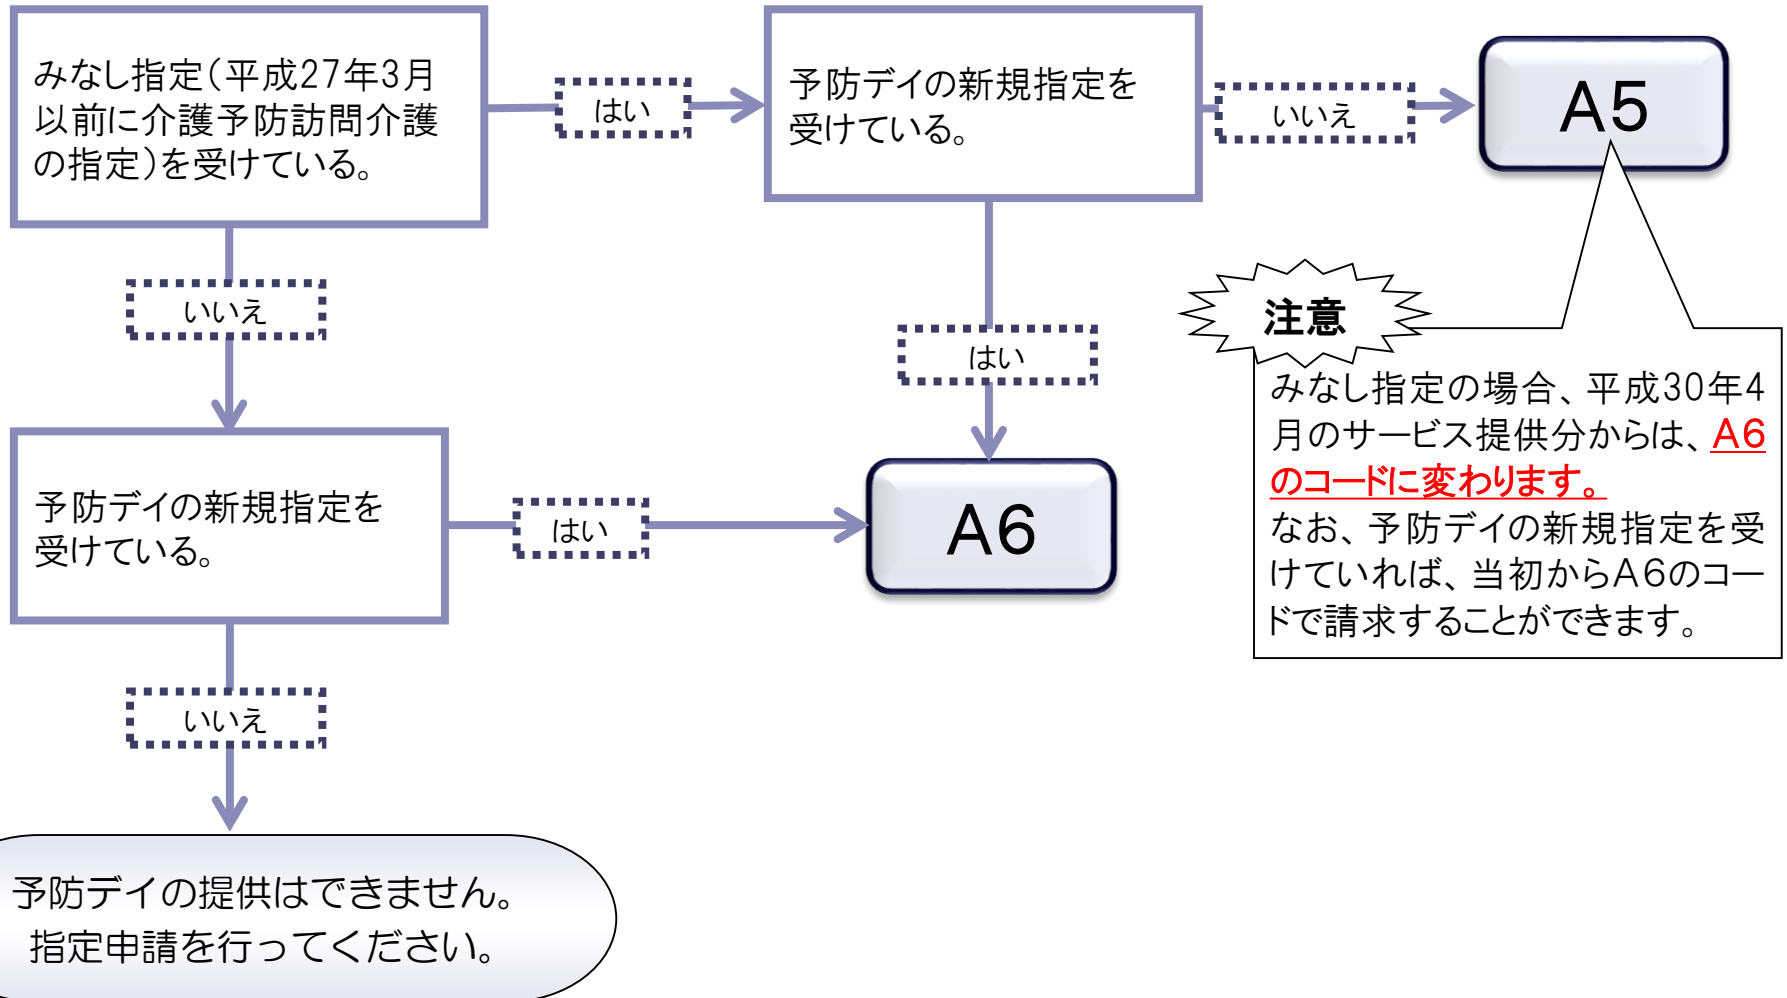 みなし指定(平成27年3月
以前に介護予防訪問介護
の指定)を受けている。
はい
予防デイの新規指定を
受けている。
いいえ
A5
いいえ
はい
注意
みなし指定の場合、平成30年4
月のサービス提供分からは、A6
のコードに変わります。
なお、予防デイの新規指定を受
けていれば、当初からA6のコー
ドで請求することができます。
予防デイの新規指定を
受けている。
はい
A6
いいえ
予防デイの提供はできません。
指定申請を行ってください。